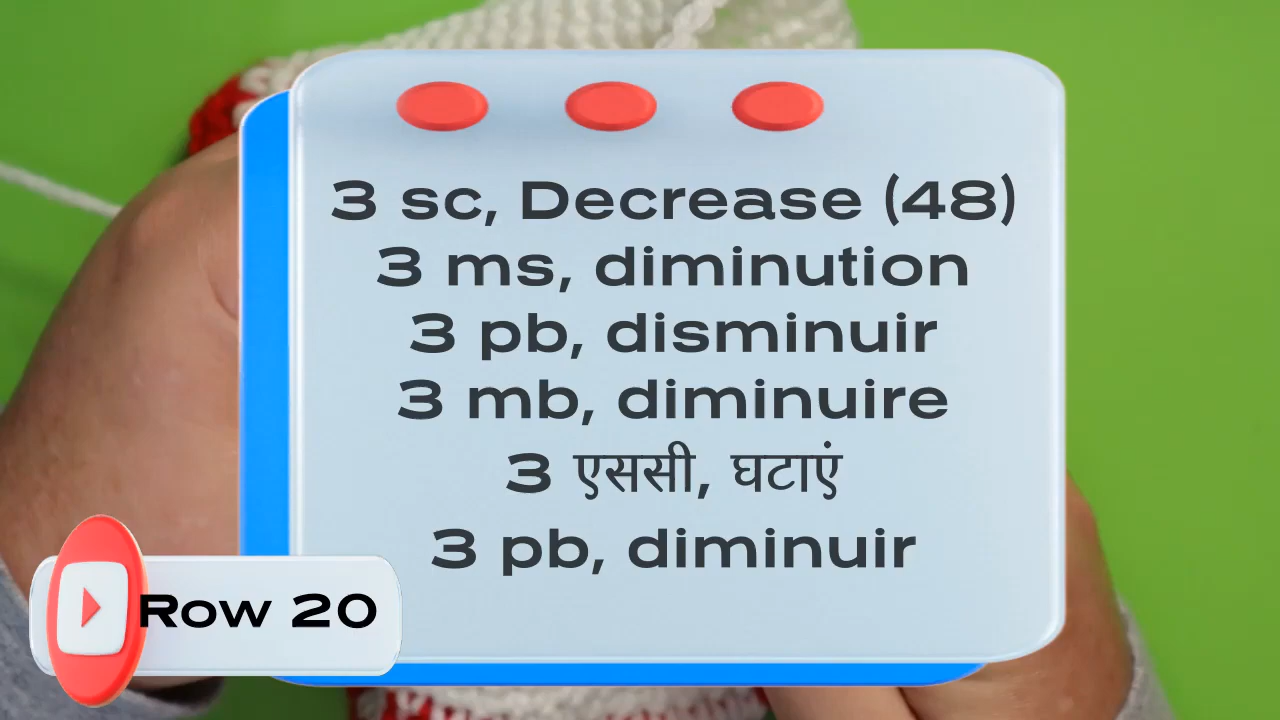 3 sc, Decrease (48)
3 ms, diminution
3 pb, disminuir
3 mb, diminuire
3 एससी, घटाएं
3 pb, diminuir
Row 20